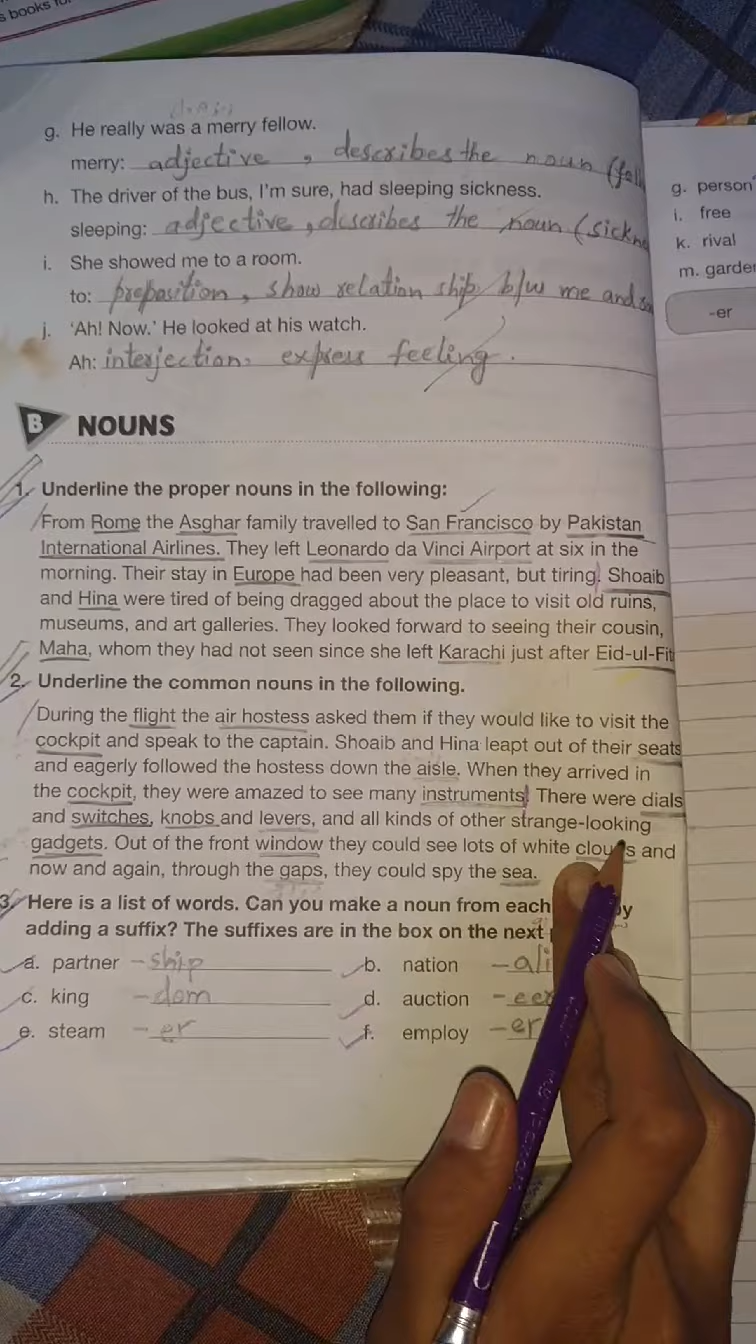 s books for
g. He really was a merry fellow.
merry: adjective, describes the noun (fell
h. The driver of the bus, I'm sure, had sleeping sickness.
sleeping: adjective, describes the noun (sickne
i. She showed me to a room.
to: preposition, show relation ship b/w me and
j. 'Ah! Now.' He looked at his watch.
Ah: interjection. express feeling.
B NOUNS
1. Underline the proper nouns in the following:
From Rome the Asghar family travelled to San Francisco by Pakistan
International Airlines. They left Leonardo da Vinci Airport at six in the
morning. Their stay in Europe had been very pleasant, but tiring. Shoaib
and Hina were tired of being dragged about the place to visit old ruins,
museums, and art galleries. They looked forward to seeing their cousin,
Maha, whom they had not seen since she left Karachi just after Eid-ul-Fit
2. Underline the common nouns in the following.
During the flight the air hostess asked them if they would like to visit the
cockpit and speak to the captain. Shoaib and Hina leapt out of their seats
and eagerly followed the hostess down the aisle. When they arrived in
the cockpit, they were amazed to see many instruments. There were dials
and switches, knobs and levers, and all kinds of other strange-looking
gadgets. Out of the front window they could see lots of white clouds and
now and again, through the gaps, they could spy the sea.
3. Here is a list of words. Can you make a noun from each by
adding a suffix? The suffixes are in the box on the next
a. partner -ship b. nation -ali
c. king -dom d. auction -eer
e. steam -er f. employ -er
g. person
i. free
k. rival
m. garden
-er